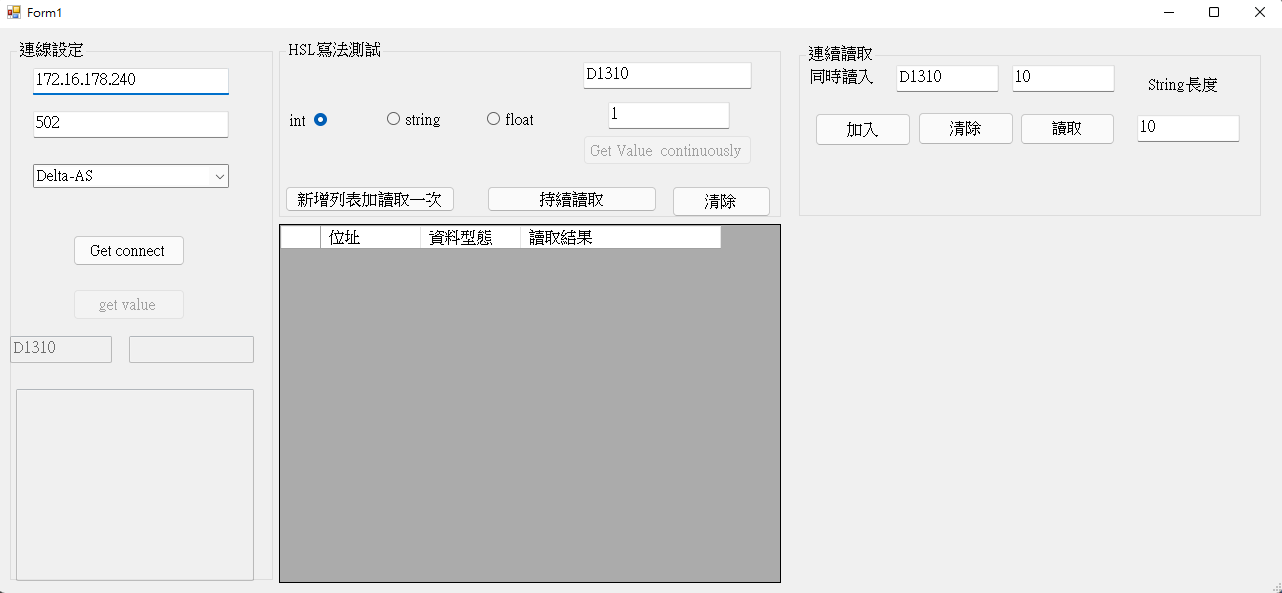 Form1
連線設定
172.16.178.240
502
Delta-AS
Get connect
get value
D1310
HSL寫法測試
D1310
int string float
1
Get Value continuously
新增列表加讀取一次 持續讀取 清除
位址 資料型態 讀取結果
連續讀取
同時讀入 D1310 10
String長度
加入 清除 讀取 10